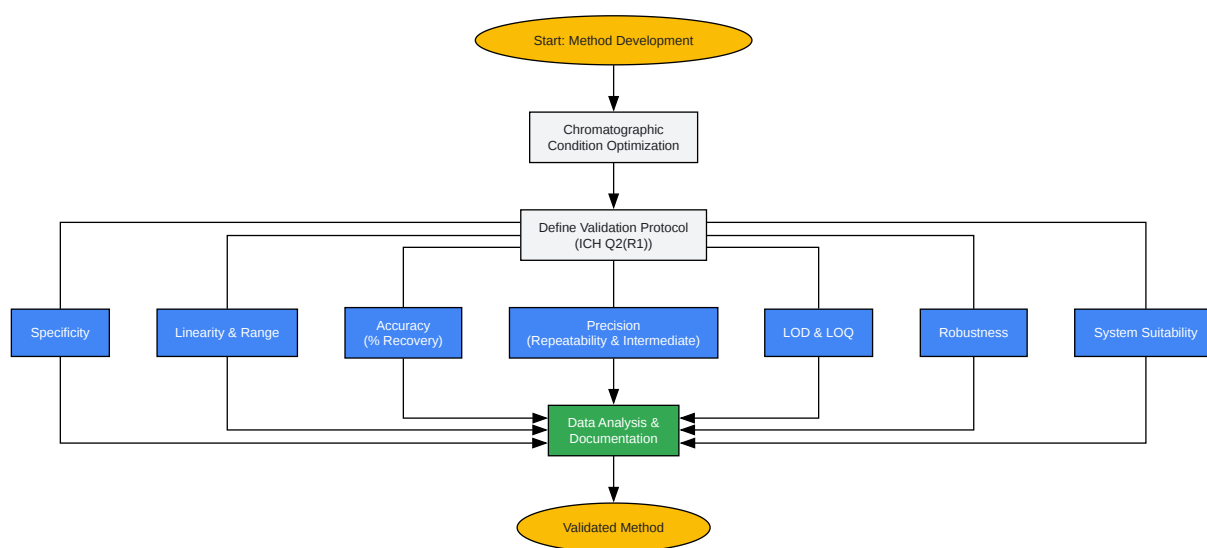 Start: Method Development
Chromatographic
Condition Optimization
Define Validation Protocol
(ICH Q2(R1))
Specificity
Linearity & Range
Accuracy
(% Recovery)
Precision
(Repeatability & Intermediate)
LOD & LOQ
Robustness
System Suitability
Data Analysis &
Documentation
Validated Method